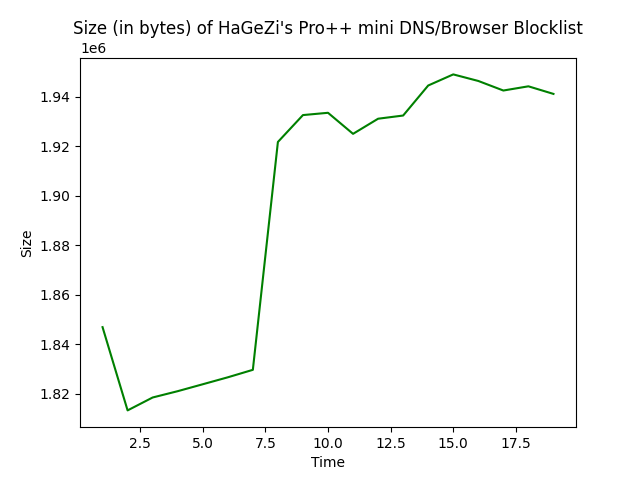 Size (in bytes) of HaGeZi's Pro++ mini DNS/Browser Blocklist
1e6
1.94
1.92
1.90
1.88
1.86
1.84
1.82
Size
2.5 5.0 7.5 10.0 12.5 15.0 17.5
Time